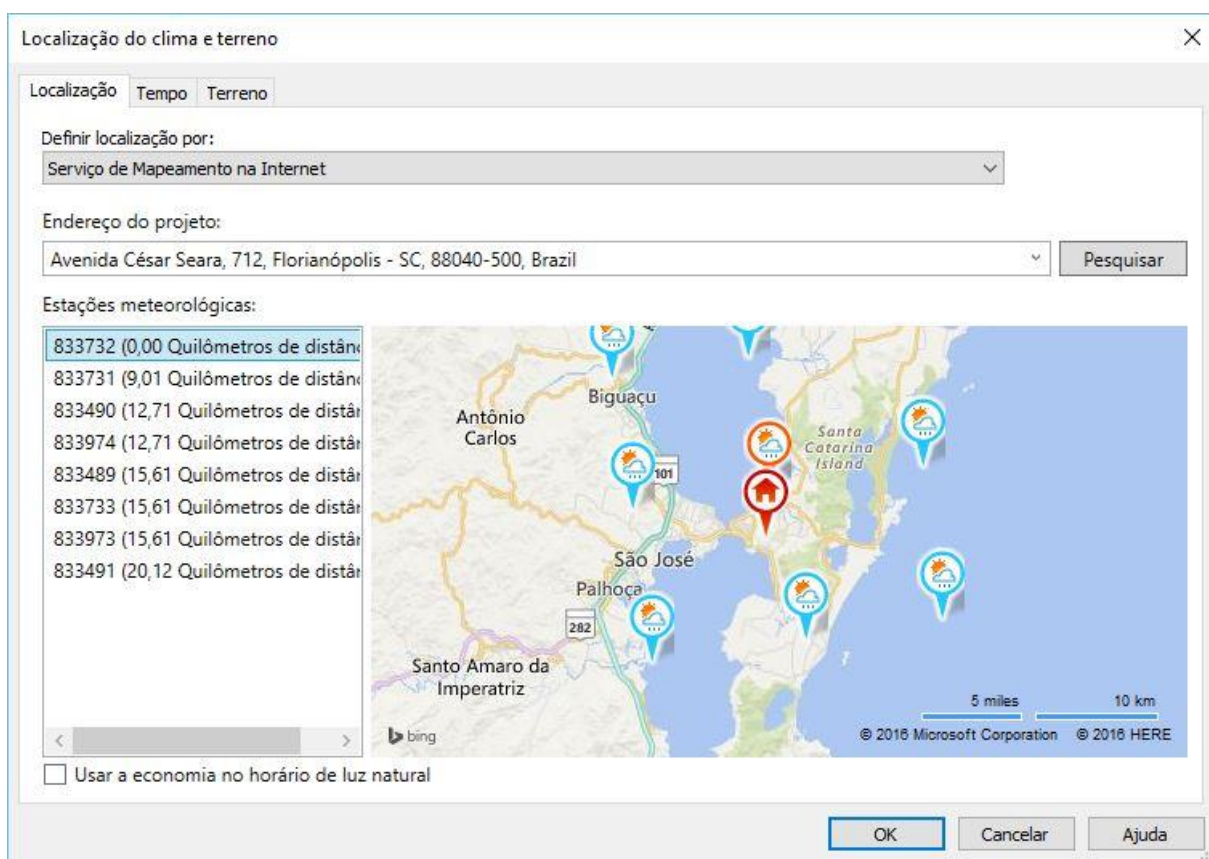 Localização do clima e terreno
Localização Tempo Terreno
Definir localização por:
Serviço de Mapeamento na Internet
Endereço do projeto:
Avenida César Seara, 712, Florianópolis - SC, 88040-500, Brazil
Pesquisar
Estações meteorológicas:
833732 (0,00 Quilômetros de distânc
833731 (9,01 Quilômetros de distânc
833490 (12,71 Quilômetros de distân
833974 (12,71 Quilômetros de distân
833489 (15,61 Quilômetros de distân
833733 (15,61 Quilômetros de distân
833973 (15,61 Quilômetros de distân
833491 (20,12 Quilômetros de distân
Biguaçu
Antônio
Carlos
Santa
Catarina
Island
101
São José
Palhoça
282
Santo Amaro da
Imperatriz
5 miles 10 km
bing
© 2016 Microsoft Corporation © 2016 HERE
Usar a economia no horário de luz natural
OK Cancelar Ajuda